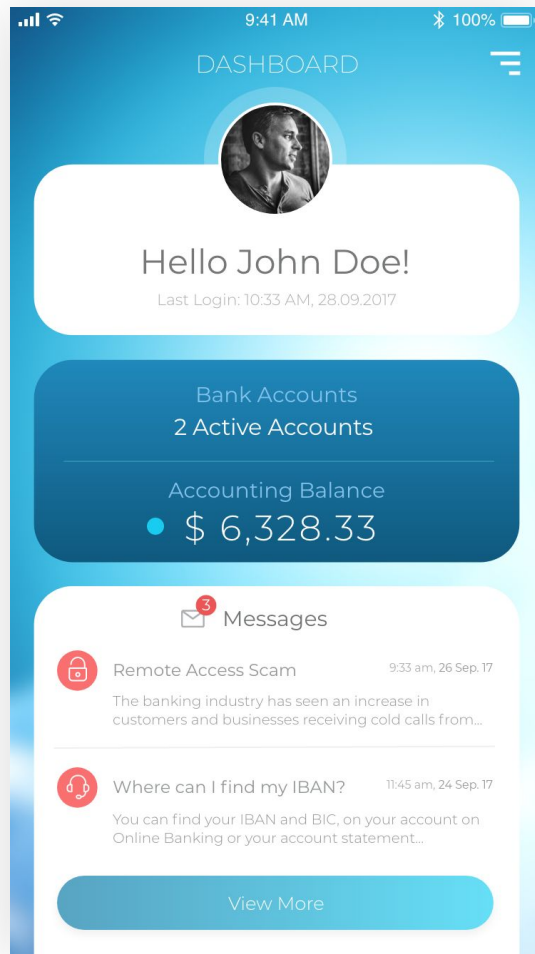 9:41 AM
100%
DASHBOARD
Hello John Doe!
Last Login: 10:33 AM, 28.09.2017
Bank Accounts
2 Active Accounts
Accounting Balance
$ 6,328.33
3
Messages
Remote Access Scam
9:33 am, 26 Sep. 17
The banking industry has seen an increase in
customers and businesses receiving cold calls from...
Where can I find my IBAN?
11:45 am, 24 Sep. 17
You can find your IBAN and BIC, on your account on
Online Banking or your account statement...
View More